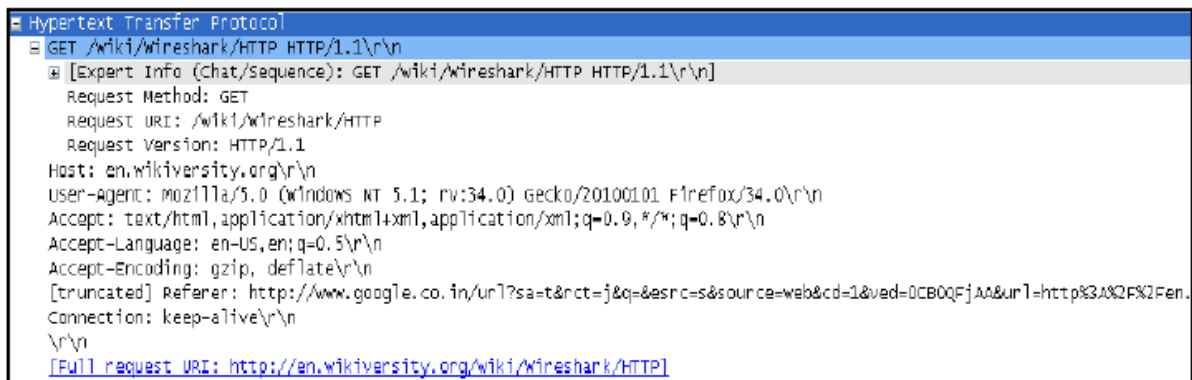 Hypertext Transfer Protocol
GET /wiki/Wireshark/HTTP HTTP/1.1\r\n
[Expert Info (Chat/Sequence): GET /wiki/Wireshark/HTTP HTTP/1.1\r\n]
Request Method: GET
Request URI: /wiki/Wireshark/HTTP
Request Version: HTTP/1.1
Host: en.wikiversity.org\r\n
User-Agent: Mozilla/5.0 (Windows NT 5.1; rv:34.0) Gecko/20100101 Firefox/34.0\r\n
Accept: text/html,application/xhtml+xml,application/xml;q=0.9,*/*;q=0.8\r\n
Accept-Language: en-US,en;q=0.5\r\n
Accept-Encoding: gzip, deflate\r\n
[truncated] Referer: http://www.google.co.in/url?sa=t&rct=j&q=&esrc=s&source=web&cd=1&ved=0CB0QFjAA&url=http%3A%2F%2Fen.
Connection: keep-alive\r\n
\r\n
[Full request URI: http://en.wikiversity.org/wiki/Wireshark/HTTP]